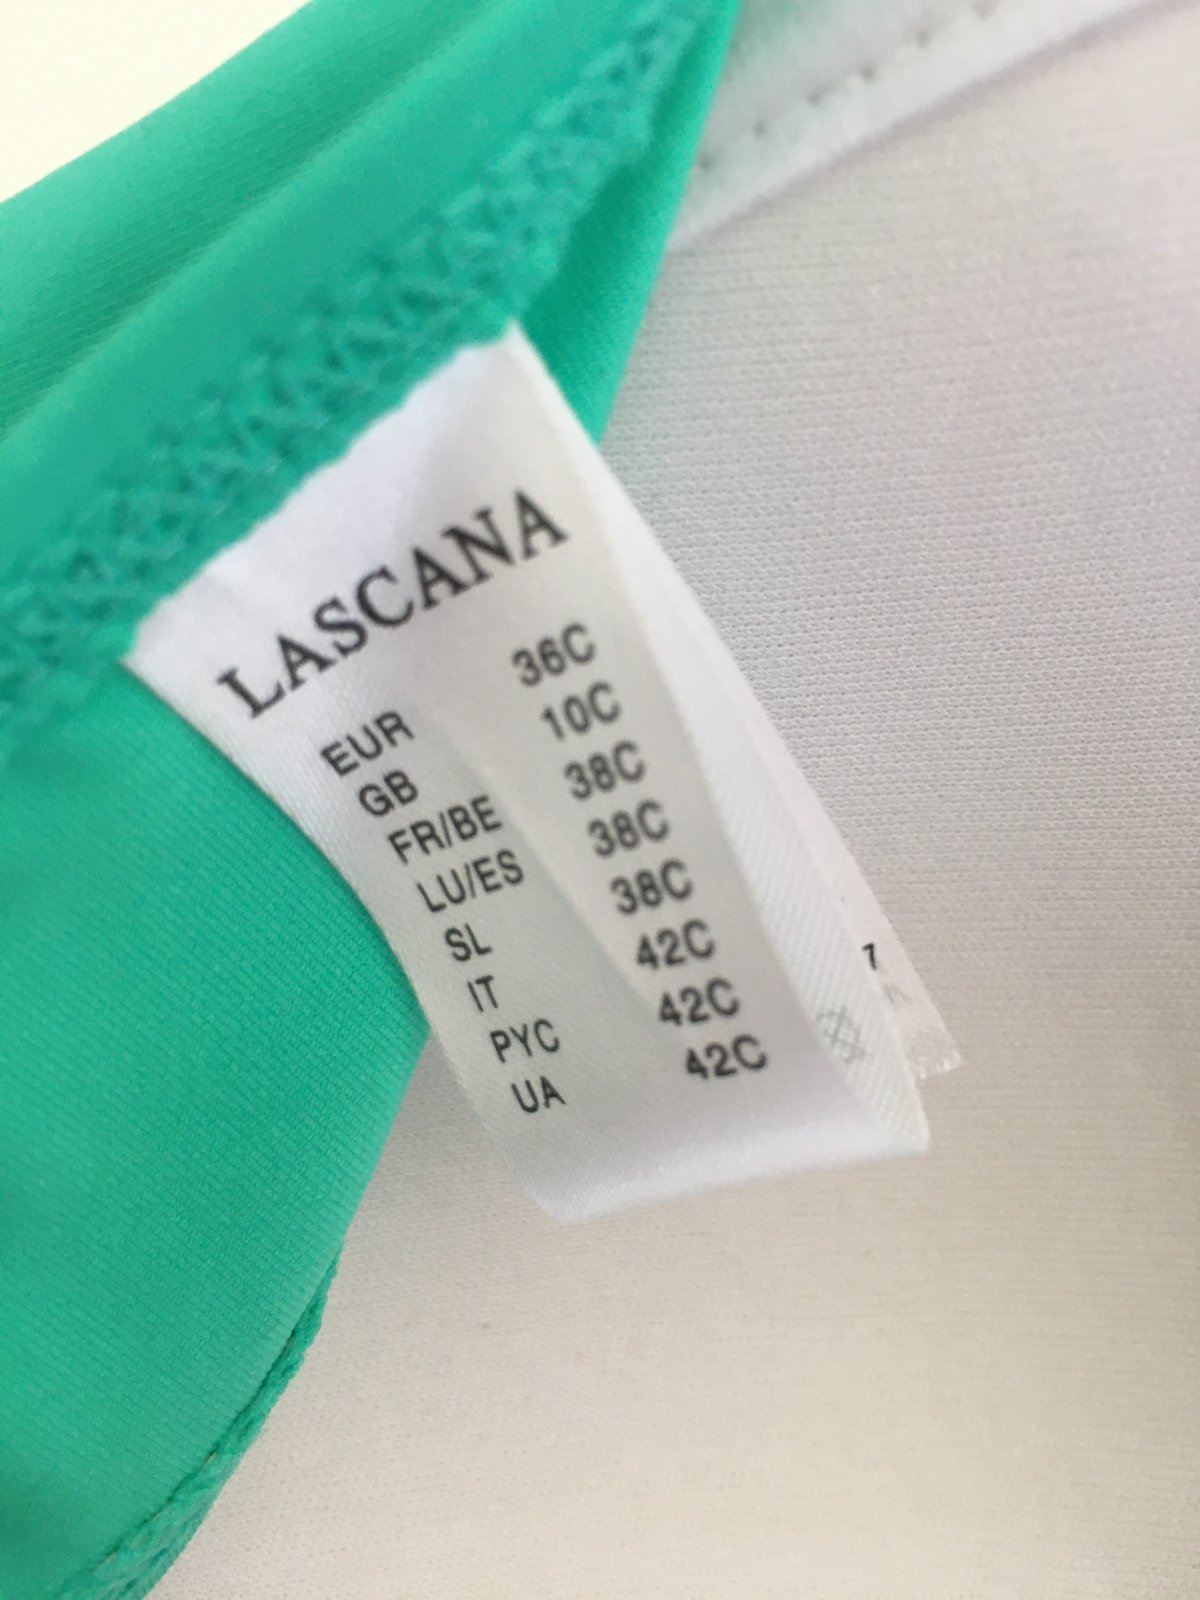 LASCANA
EUR 36C
GB 10C
FR/BE 38C
LU/ES 38C
SL 38C
IT 42C
PYC 42C
UA 42C
7